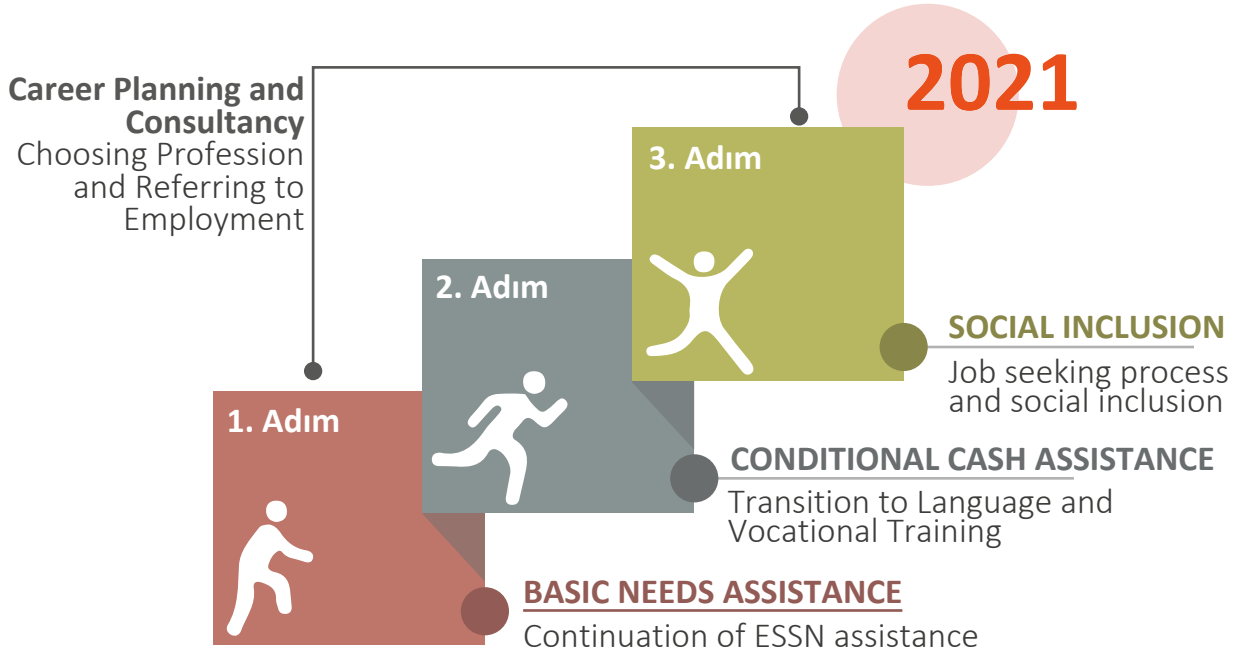 2021
Career Planning and
Consultancy
Choosing Profession
and Referring to
Employment
3. Adım
2. Adım
1. Adım
SOCIAL INCLUSION
Job seeking process
and social inclusion
CONDITIONAL CASH ASSISTANCE
Transition to Language and
Vocational Training
BASIC NEEDS ASSISTANCE
Continuation of ESSN assistance